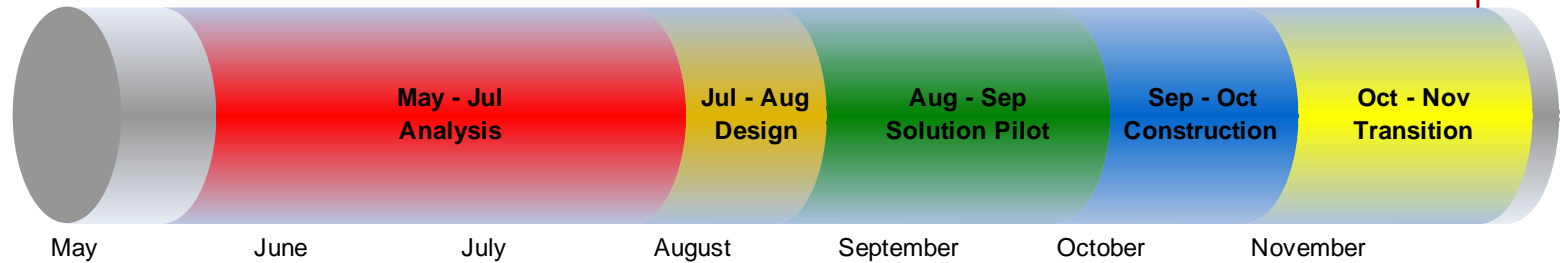 May - Jul
Analysis
Jul - Aug
Design
Aug - Sep
Solution Pilot
Sep - Oct
Construction
Oct - Nov
Transition
May
June
July
August
September
October
November